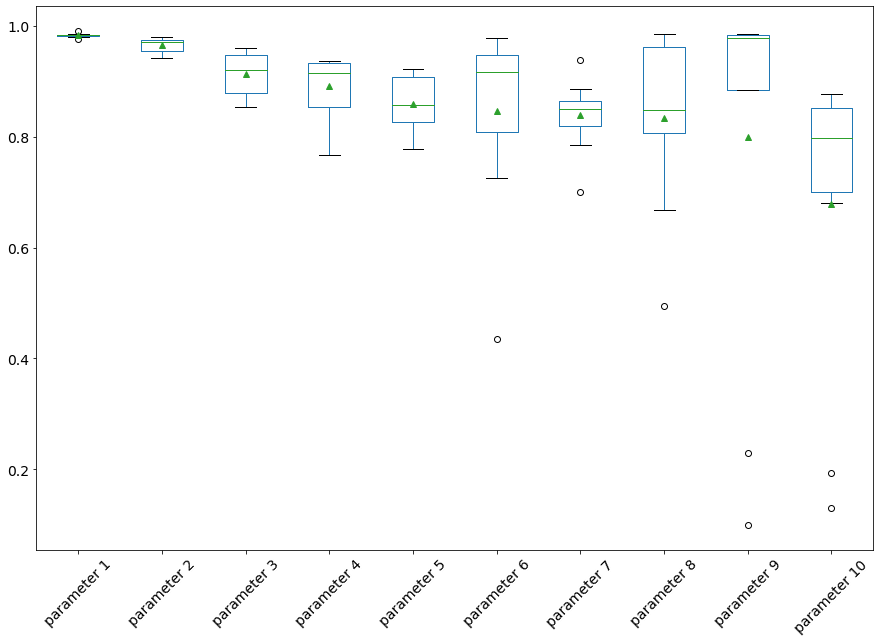 1.0
0.8
0.6
0.4
0.2
parameter 1
parameter 2
parameter 3
parameter 4
parameter 5
parameter 6
parameter 7
parameter 8
parameter 9
parameter 10